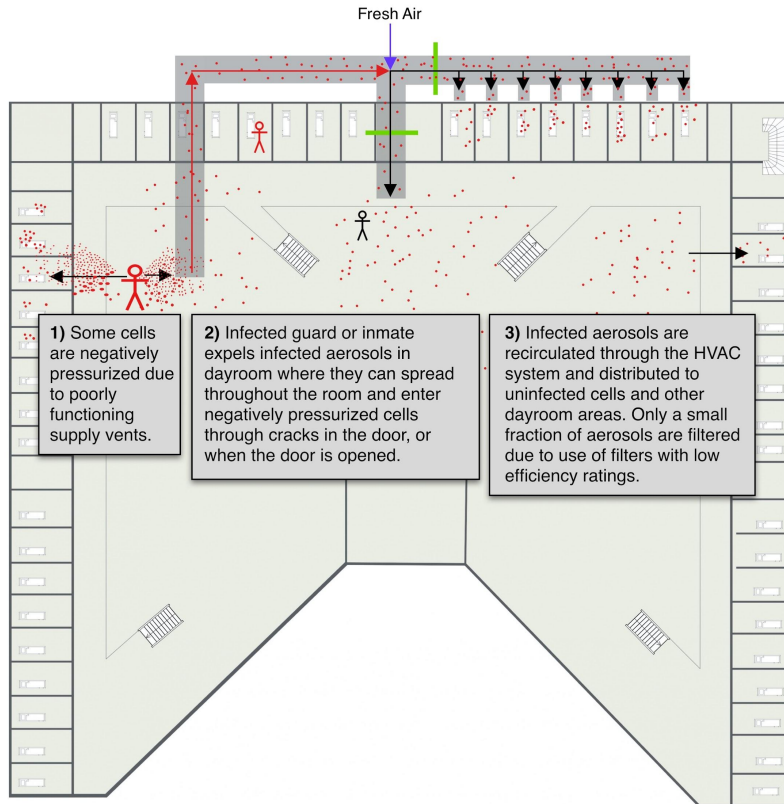 Fresh Air
1) Some cells
are negatively
pressurized due
to poorly
functioning
supply vents.
2) Infected guard or inmate
expels infected aerosols in
dayroom where they can spread
throughout the room and enter
negatively pressurized cells
through cracks in the door, or
when the door is opened.
3) Infected aerosols are
recirculated through the HVAC
system and distributed to
uninfected cells and other
dayroom areas. Only a small
fraction of aerosols are filtered
due to use of filters with low
efficiency ratings.